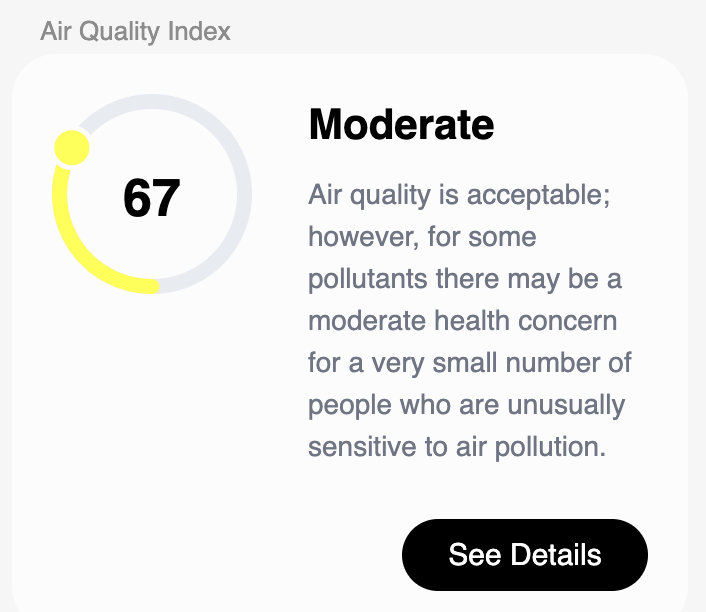 Air Quality Index
67
Moderate
Air quality is acceptable;
however, for some
pollutants there may be a
moderate health concern
for a very small number of
people who are unusually
sensitive to air pollution.
See Details